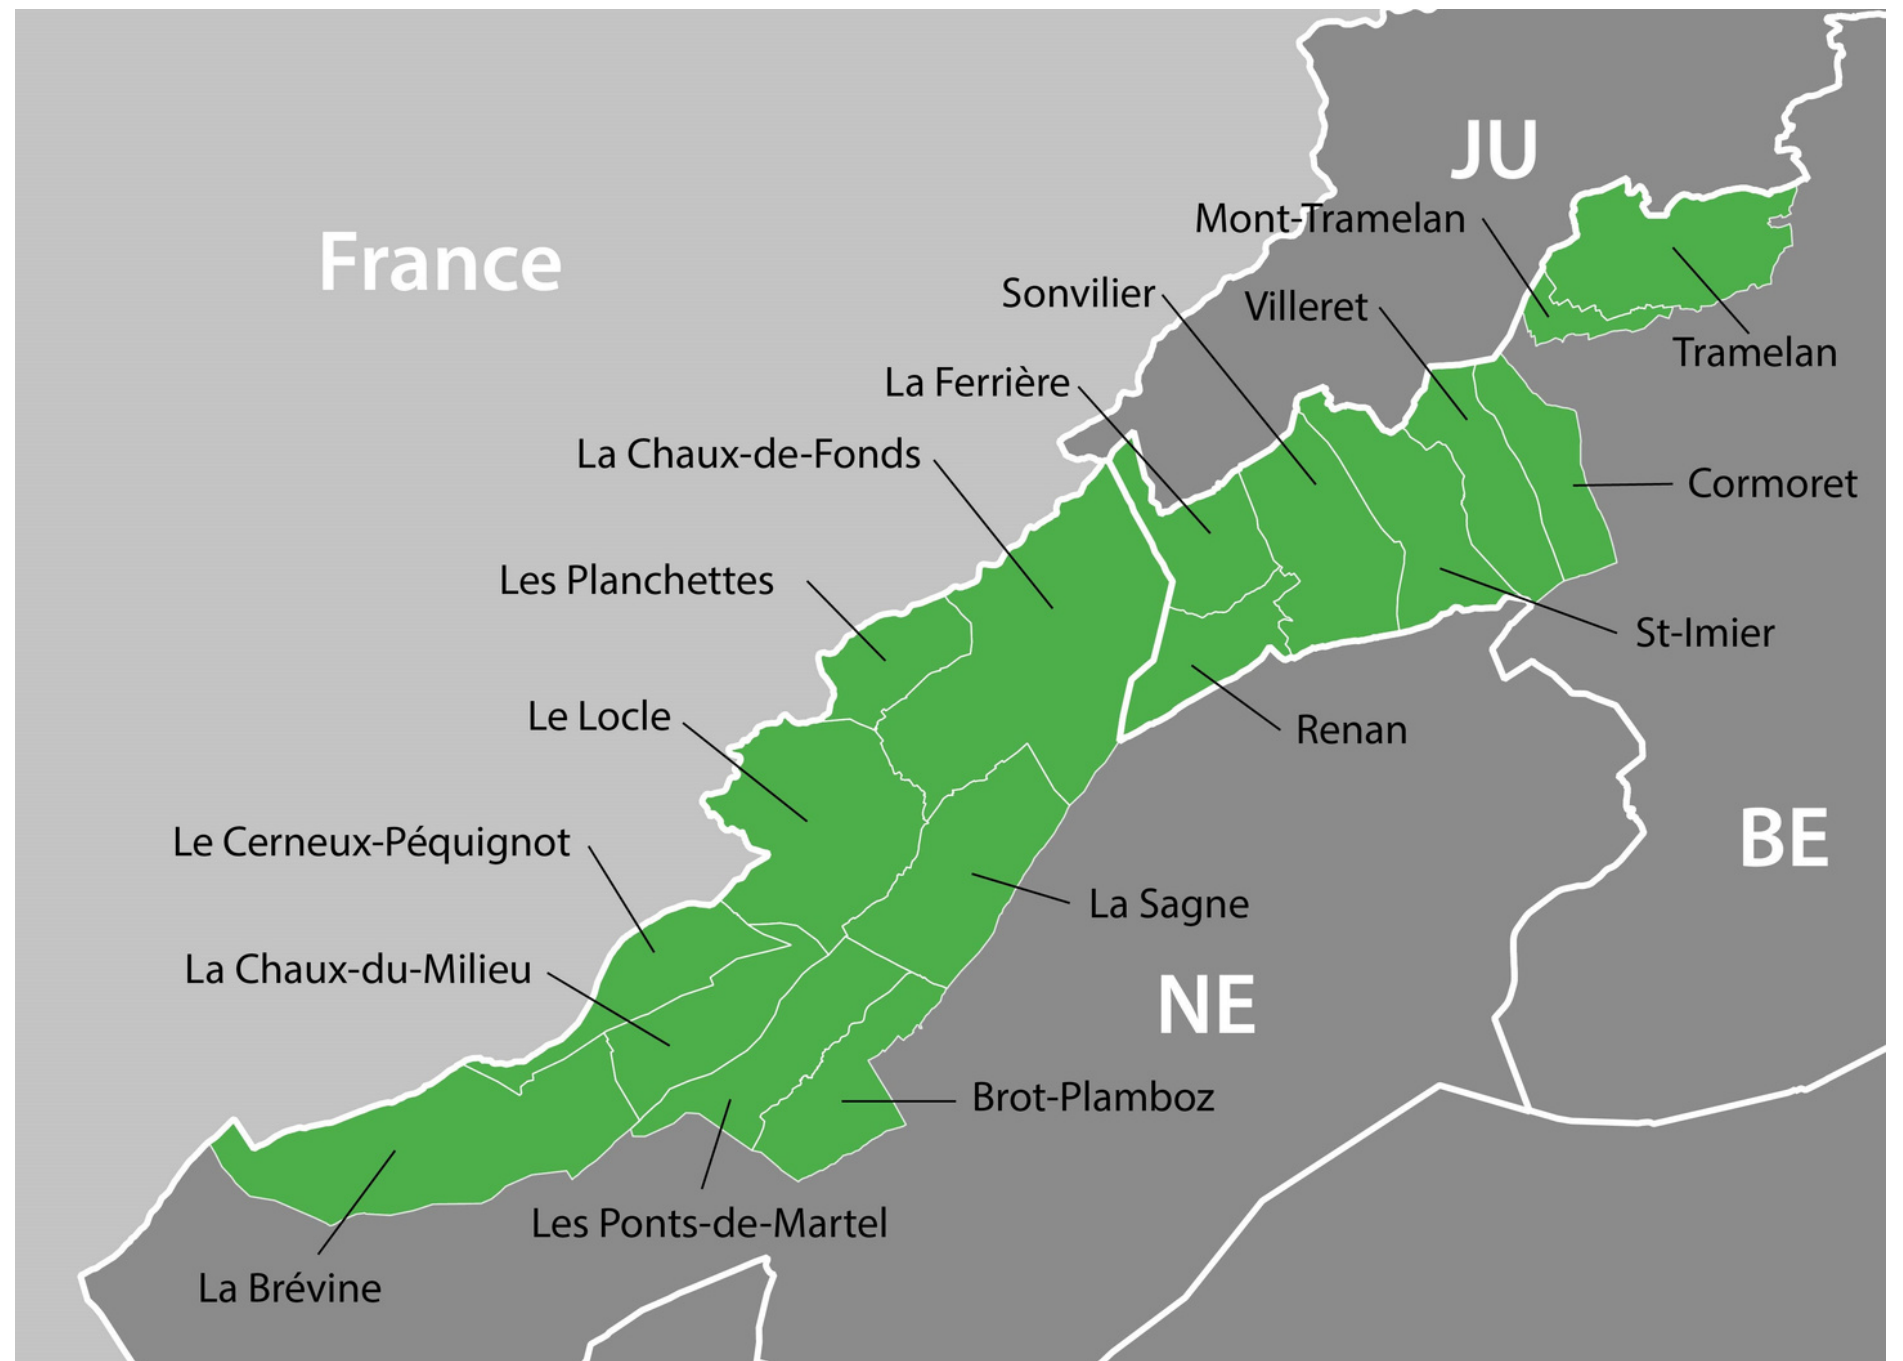 JU
Mont-Tramelan
France
Sonvilier
Villeret
Tramelan
La Ferrière
La Chaux-de-Fonds
Cormoret
Les Planchettes
St-Imier
Le Locle
Renan
Le Cerneux-Péquignot
BE
La Sagne
La Chaux-du-Milieu
NE
Brot-Plamboz
Les Ponts-de-Martel
La Brévine